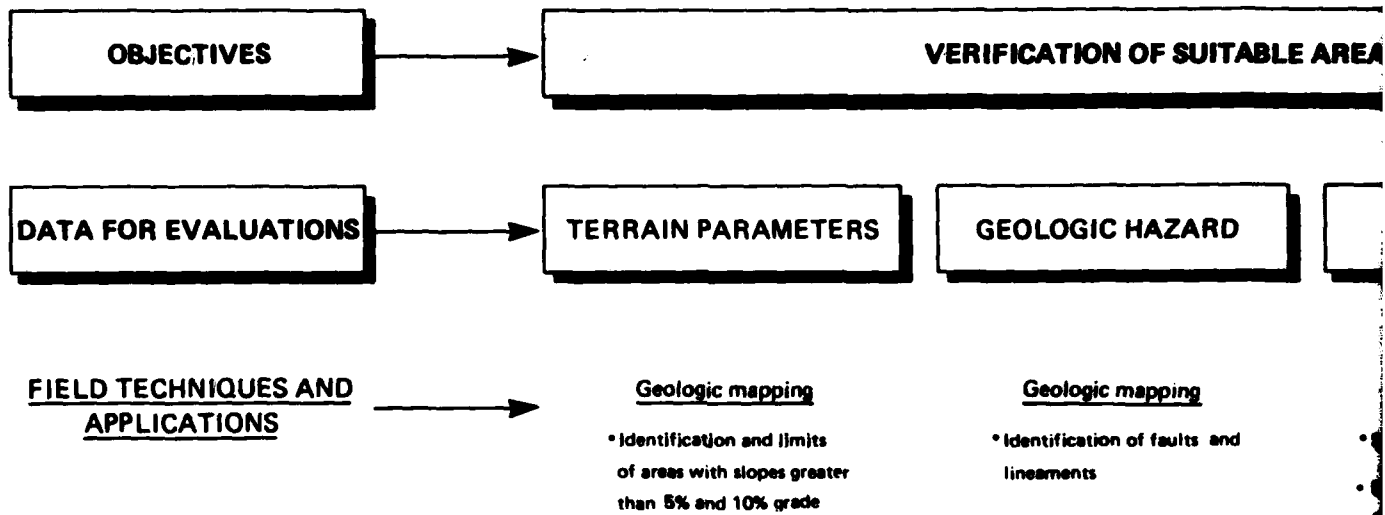 OBJECTIVES
VERIFICATION OF SUITABLE AREA
DATA FOR EVALUATIONS
TERRAIN PARAMETERS
GEOLOGIC HAZARD
FIELD TECHNIQUES AND
APPLICATIONS
Geologic mapping
• Identification and limits
of areas with slopes greater
than 5% and 10% grade
Geologic mapping
• Identification of faults and
lineaments